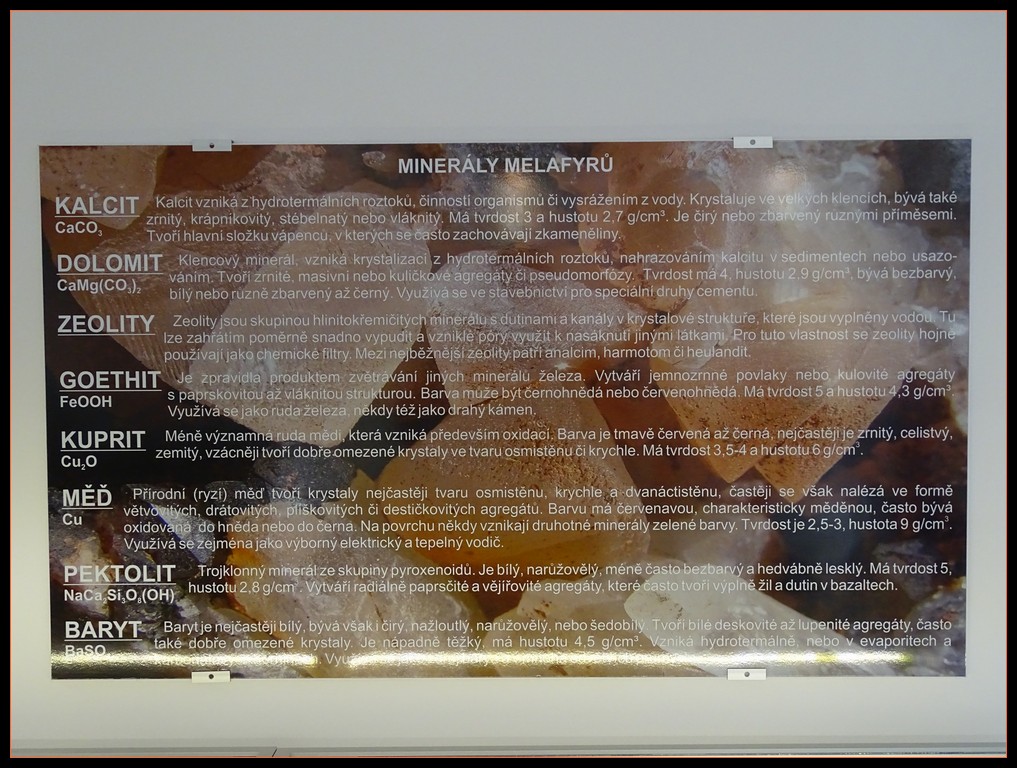 MINERÁLY MELAFYRŮ
KALCIT Kalcit vzniká z hydrotermálních roztoků, činností organismů či vysrážením z vody. Krystaluje ve velkých klencích, bývá také
CaCO₃ zrnitý, krápníkovitý, stébelnatý nebo vláknitý. Má tvrdost 3 a hustotu 2,7 g/cm³. Je čirý nebo zbarvený různými příměsemi.
Tvoří hlavní složku vápenců, v kterých se často zachovávají zkameněliny.
DOLOMIT Klencový minerál, vzniká krystalizací z hydrotermálních roztoků, nahrazováním kalcitu v sedimentech nebo usazo-
CaMg(CO₃)₂ váním. Tvoří zrnité, masivní nebo kuličkové agregáty či pseudomorfózy. Tvrdost má 4, hustotu 2.9 g/cm³, bývá bezbarvý,
bílý nebo různě zbarvený až černý. Využívá se ve stavebnictví pro speciální druhy cementu.
ZEOLITY Zeolity jsou skupinou hlinitokřemičitých minerálů s dutinami a kanály v krystalové struktuře, které jsou vyplněny vodou. Tu
lze zahřátím poměrně snadno vypudit a vzniklé póry využít k nasáknutí jinými látkami. Pro tuto vlastnost se zeolity hojně
používají jako chemické filtry. Mezi nejběžnější zeolity patří analcim, harmotom či heulandit.
GOETHIT Je zpravidla produktem zvětrávání jiných minerálů železa. Vytváří jemnozrnné povlaky nebo kulovité agregáty
FeOOH s paprskovitou až vláknitou strukturou. Barva může být černohnědá nebo červenohnědá. Má tvrdost 5 a hustotu 4,3 g/cm³.
Využívá se jako ruda železa, někdy též jako drahý kámen.
KUPRIT Méně významna ruda mědi, která vzniká především oxidací. Barva je tmavě červená až černá, nejčastěji je zrnitý, celistvý,
Cu₂O zemitý, vzácněji tvoří dobře omezené krystaly ve tvaru osmistěnu či krychle. Má tvrdost 3,5-4 a hustotu 6 g/cm³.
MĚĎ Přírodní (ryzí) měď tvoří krystaly nejčastěji tvaru osmistěnu, krychle a dvanáctistěnu, častěji se však nalézá ve formě
Cu větvovitých, drátovitých, plíškovitých či destičkovitých agregátů. Barvu má červenavou, charakteristicky měděnou, často bývá
oxidovaná do hněda nebo do černa. Na povrchu někdy vznikají druhotné minerály zelené barvy. Tvrdost je 2,5-3, hustota 9 g/cm³.
Využívá se zejména jako výborný elektrický a tepelný vodič.
PEKTOLIT Trojklonný minerál ze skupiny pyroxenoidů. Je bílý, narůžovělý, méně často bezbarvý a hedvábně lesklý. Má tvrdost 5,
NaCa₂Si₃O₈(OH) hustotu 2,8 g/cm³. Vytváří radiálně paprsčité a vějířovité agregáty, které často tvoří výplně žil a dutin v bazaltech.
BARYT Baryt je nejčastěji bílý, bývá však i čirý, nažloutlý, narůžovělý, nebo šedobílý. Tvoří bílé deskovité až lupenité agregáty, často
BaSO₄ také dobře omezené krystaly. Je nápadně těžký, má hustotu 4,5 g/cm³. Vzniká hydrotermálně, nebo v evaporitech a